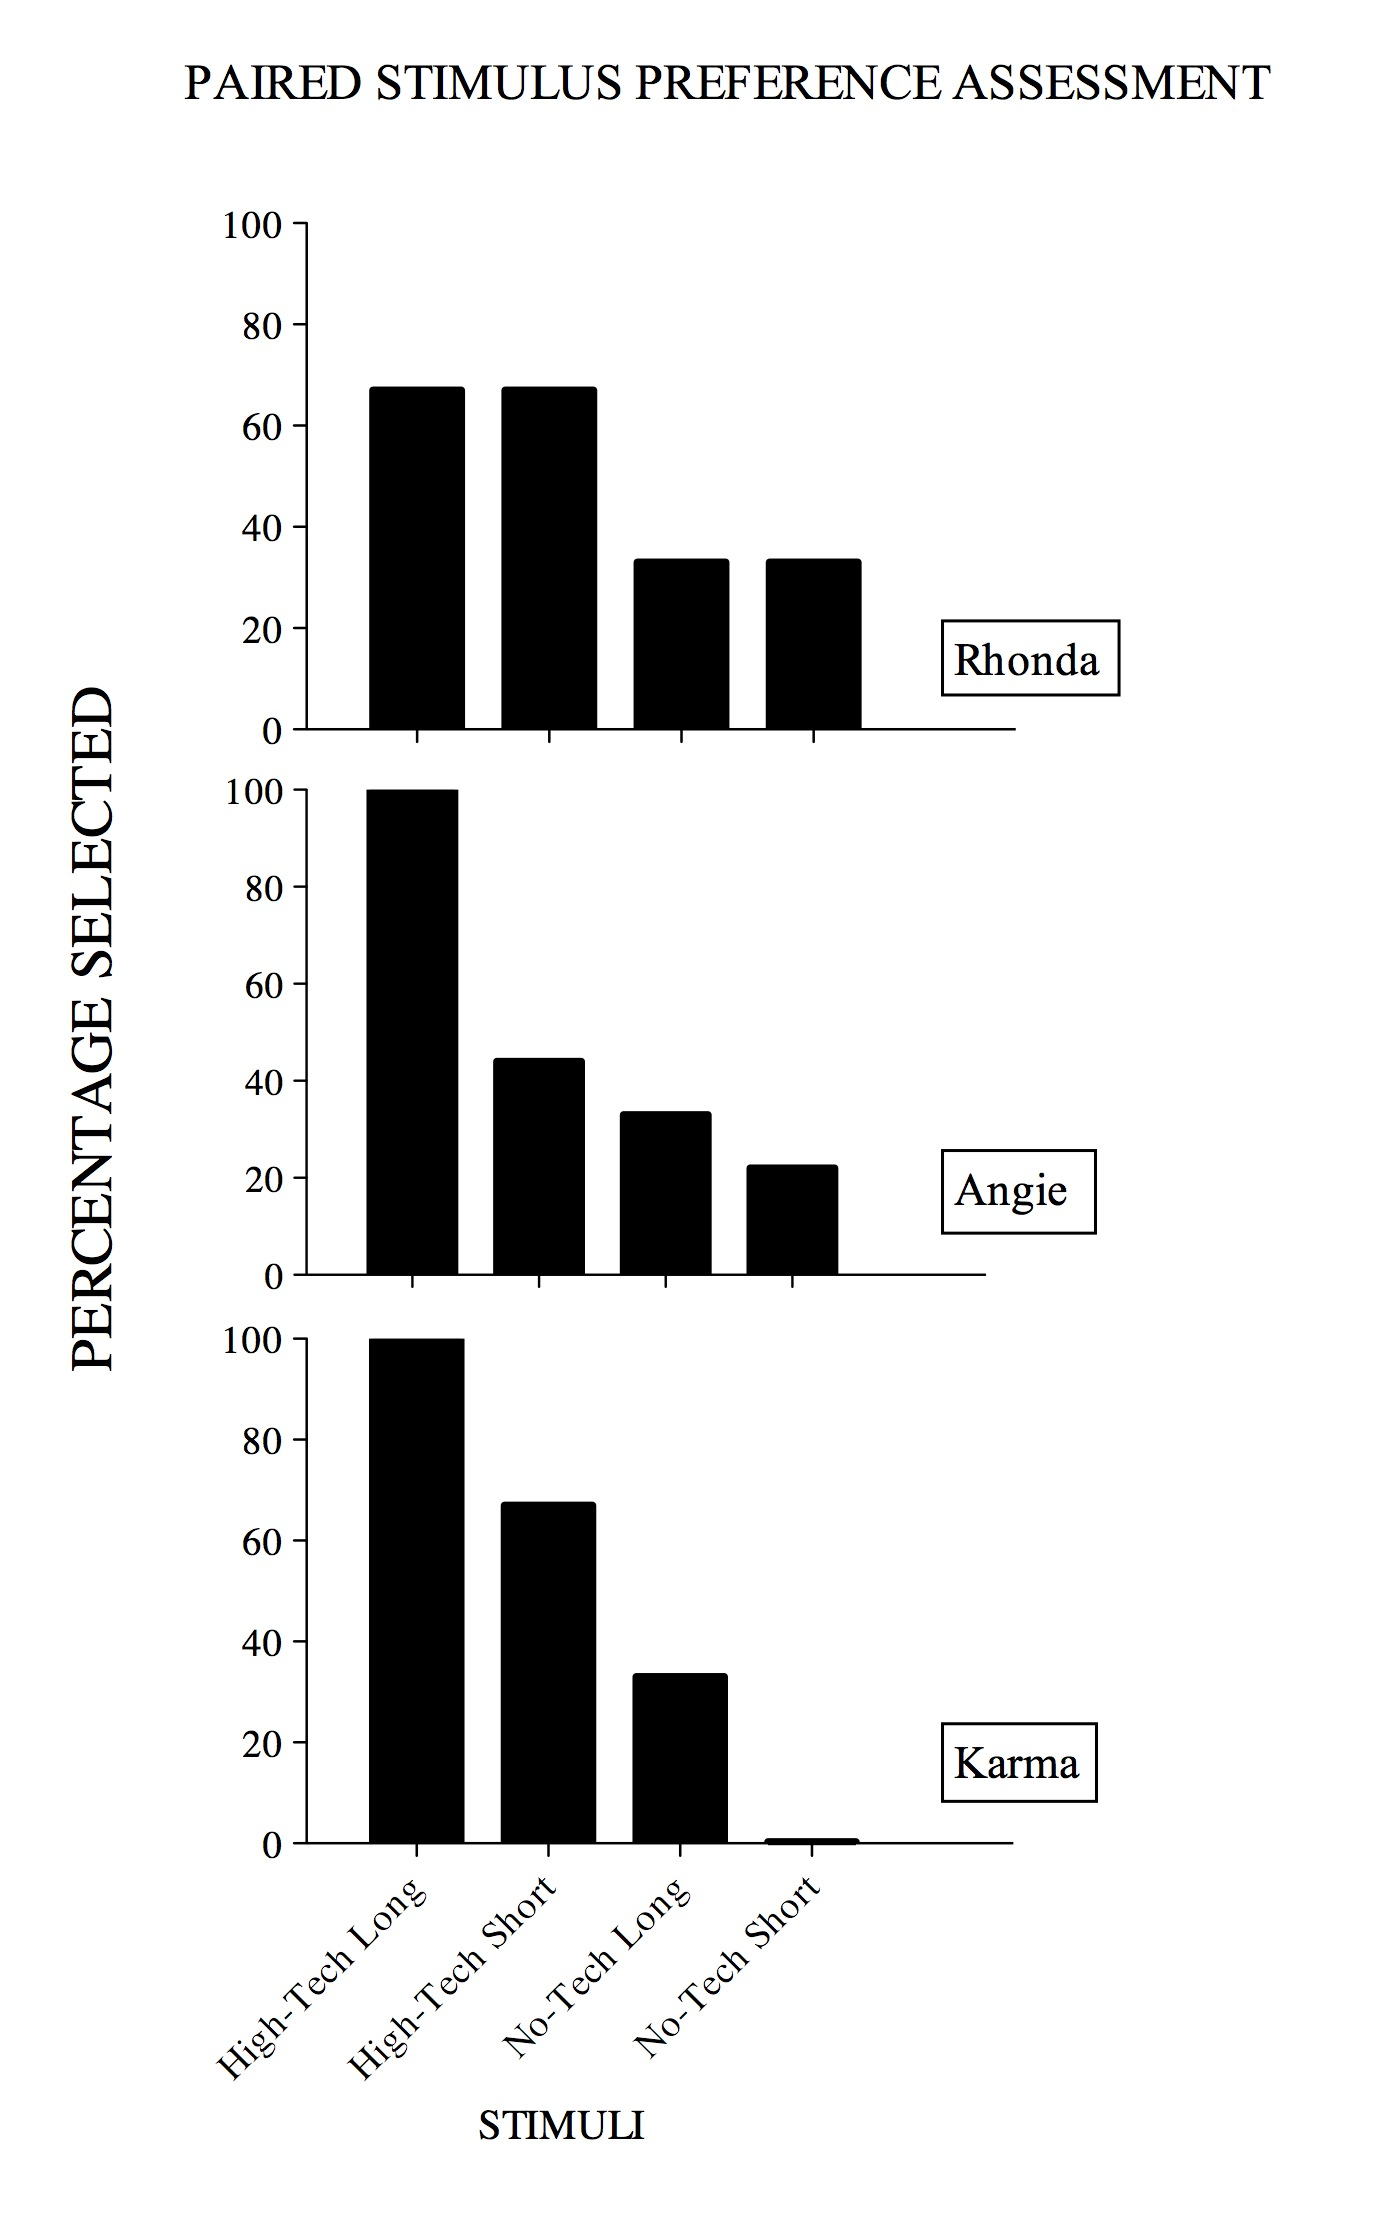 PAIRED STIMULUS PREFERENCE ASSESSMENT
PERCENTAGE SELECTED
100
80
60
40
20
0
Rhonda
100
80
60
40
20
0
Angie
100
80
60
40
20
0
Karma
High-Tech Long
High-Tech Short
No-Tech Long
No-Tech Short
STIMULI